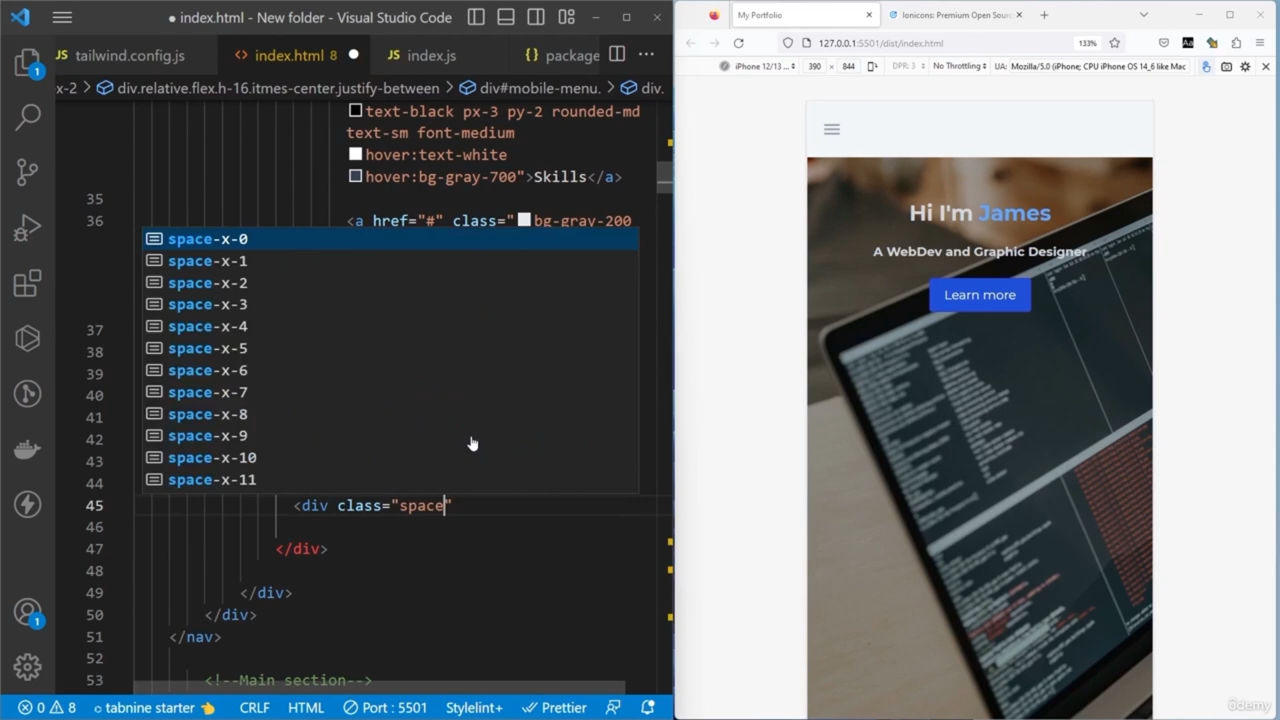 index.html - New folder - Visual Studio Code
JS tailwind.config.js
<> index.html 8
JS index.js
{} package
x-2 > div.relative.flex.h-16.itmes-center.justify-between > div#mobile-menu. > div.
text-black px-3 py-2 rounded-md
text-sm font-medium
hover:text-white
hover:bg-gray-700">Skills</a>
35
36 <a href="#" class="bg-gray-200
space-x-0
space-x-1
space-x-2
space-x-3
space-x-4
space-x-5
space-x-6
space-x-7
space-x-8
space-x-9
space-x-10
space-x-11
37
38
39
40
41
42
43
44
45 <div class="space"
46
47 </div>
48
49 </div>
50 </div>
51 </nav>
52
53 <!--Main section-->
1
1
0 8 tabnine starter CRLF HTML Port : 5501 Stylelint+ Prettier
My Portfolio
Ionicons: Premium Open Sour
127.0.0.1:5501/dist/index.html
133%
Aa
iPhone 12/13 ... 390 × 844 DPR: 3 No Throttling UA: Mozilla/5.0 (iPhone; CPU iPhone OS 14_6 like Mac
Hi I'm James
A WebDev and Graphic Designer
Learn more
ûdemy